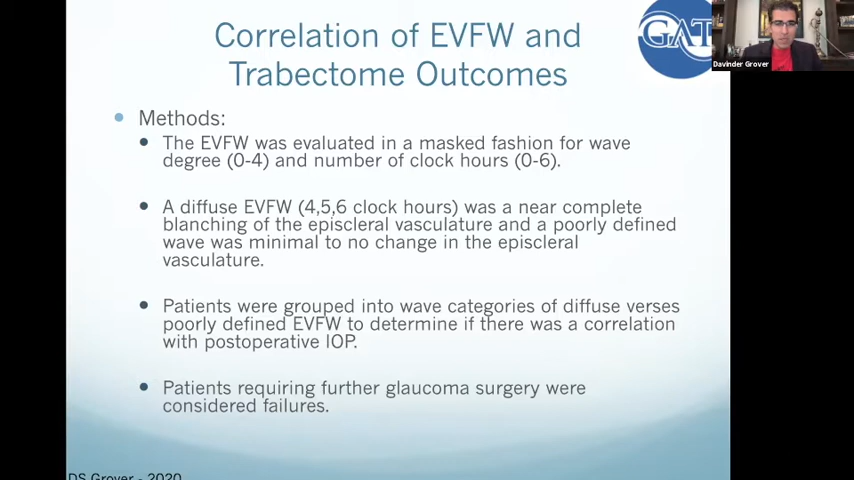 Correlation of EVFW and
Trabectome Outcomes
GAT
Davinder Grover
• Methods:
• The EVFW was evaluated in a masked fashion for wave
degree (0-4) and number of clock hours (0-6).
• A diffuse EVFW (4,5,6 clock hours) was a near complete
blanching of the episcleral vasculature and a poorly defined
wave was minimal to no change in the episcleral
vasculature.
• Patients were grouped into wave categories of diffuse verses
poorly defined EVFW to determine if there was a correlation
with postoperative IOP.
• Patients requiring further glaucoma surgery were
considered failures.
DS Grover - 2020